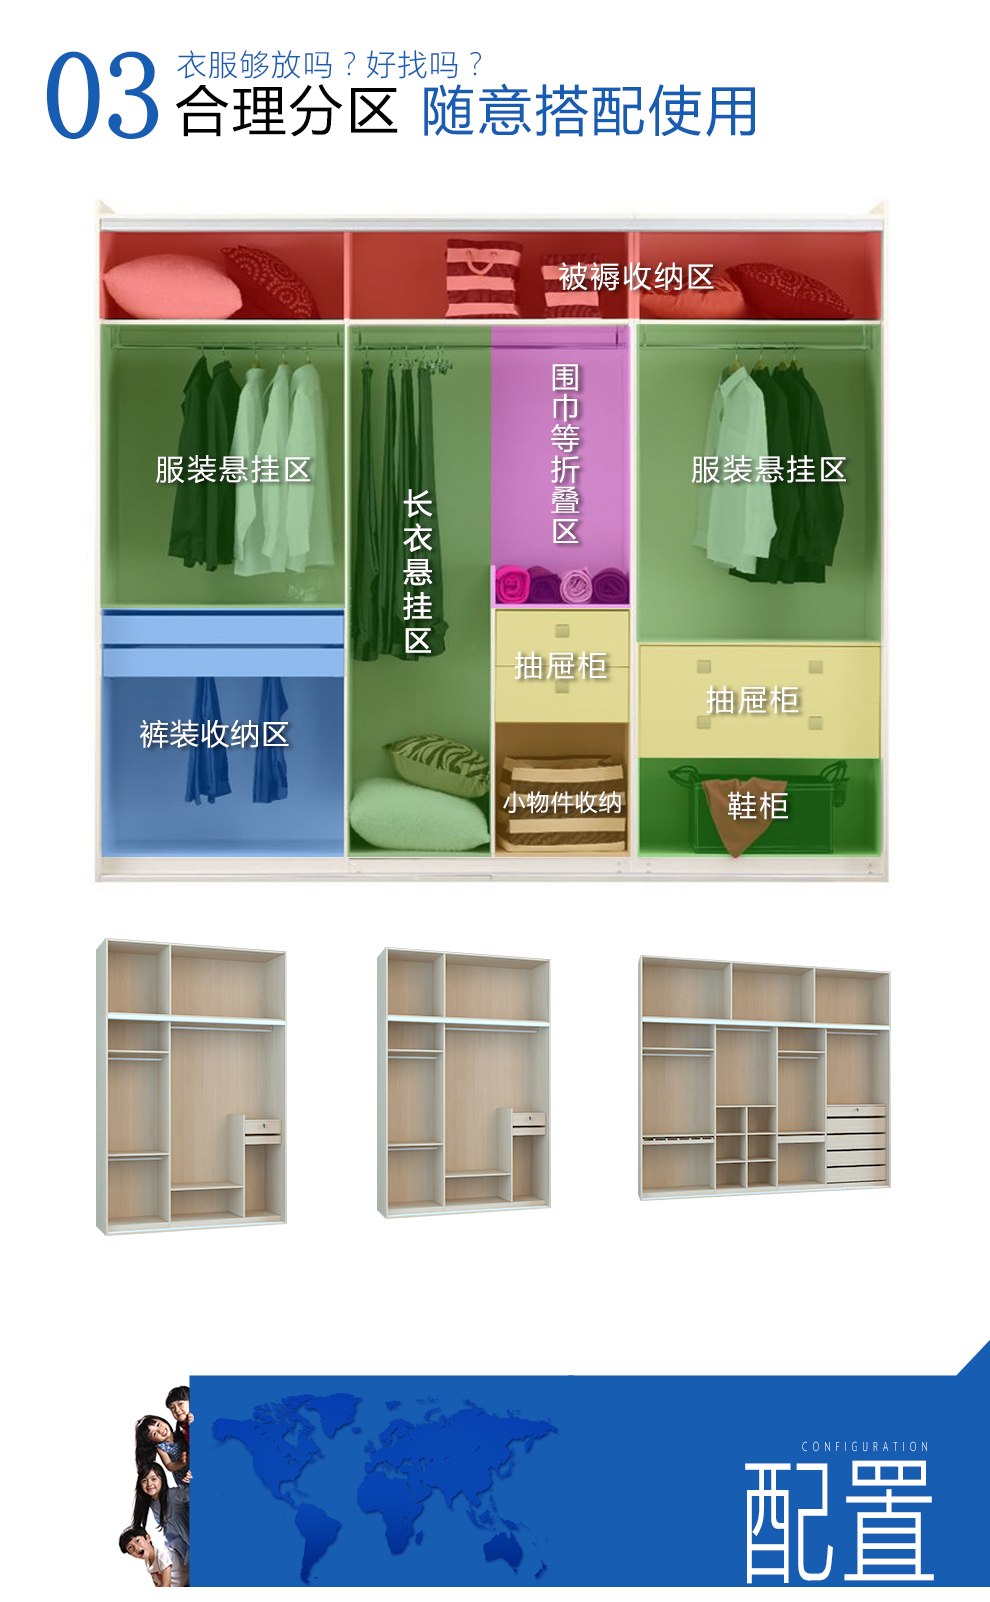 03
衣服够放吗？好找吗？
合理分区 随意搭配使用
被褥收纳区
服装悬挂区
长衣悬挂区
围巾等折叠区
服装悬挂区
抽屉柜
抽屉柜
裤装收纳区
小物件收纳
鞋柜
CONFIGURATION
配置